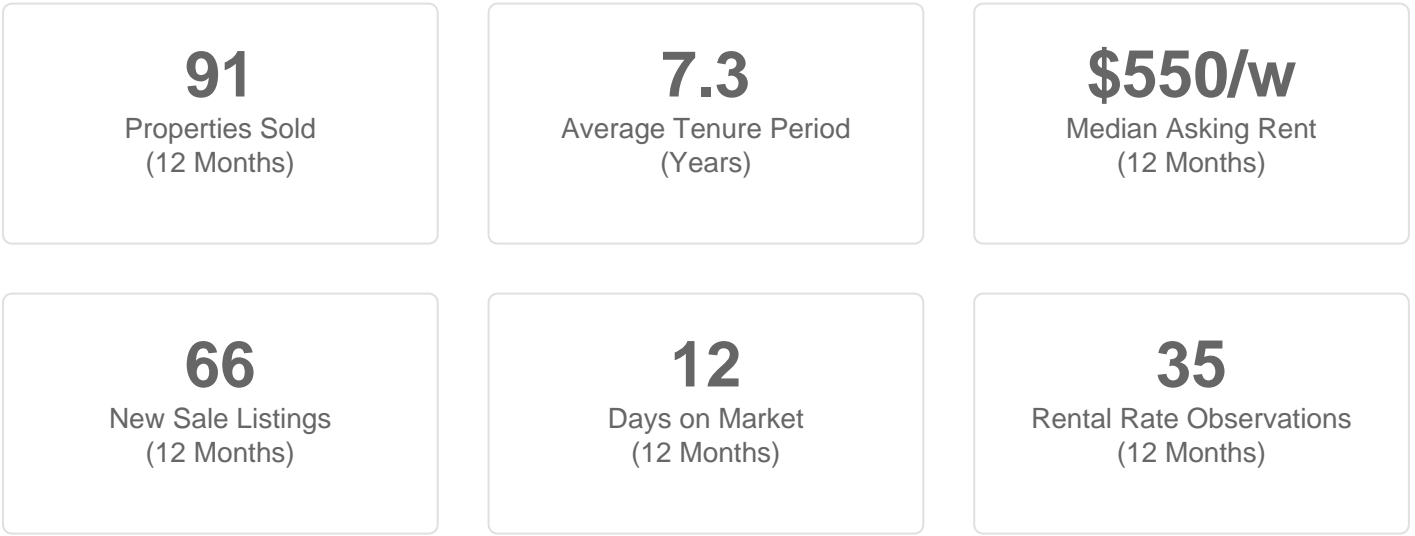 91
Properties Sold
(12 Months)
7.3
Average Tenure Period
(Years)
$550/w
Median Asking Rent
(12 Months)
66
New Sale Listings
(12 Months)
12
Days on Market
(12 Months)
35
Rental Rate Observations
(12 Months)